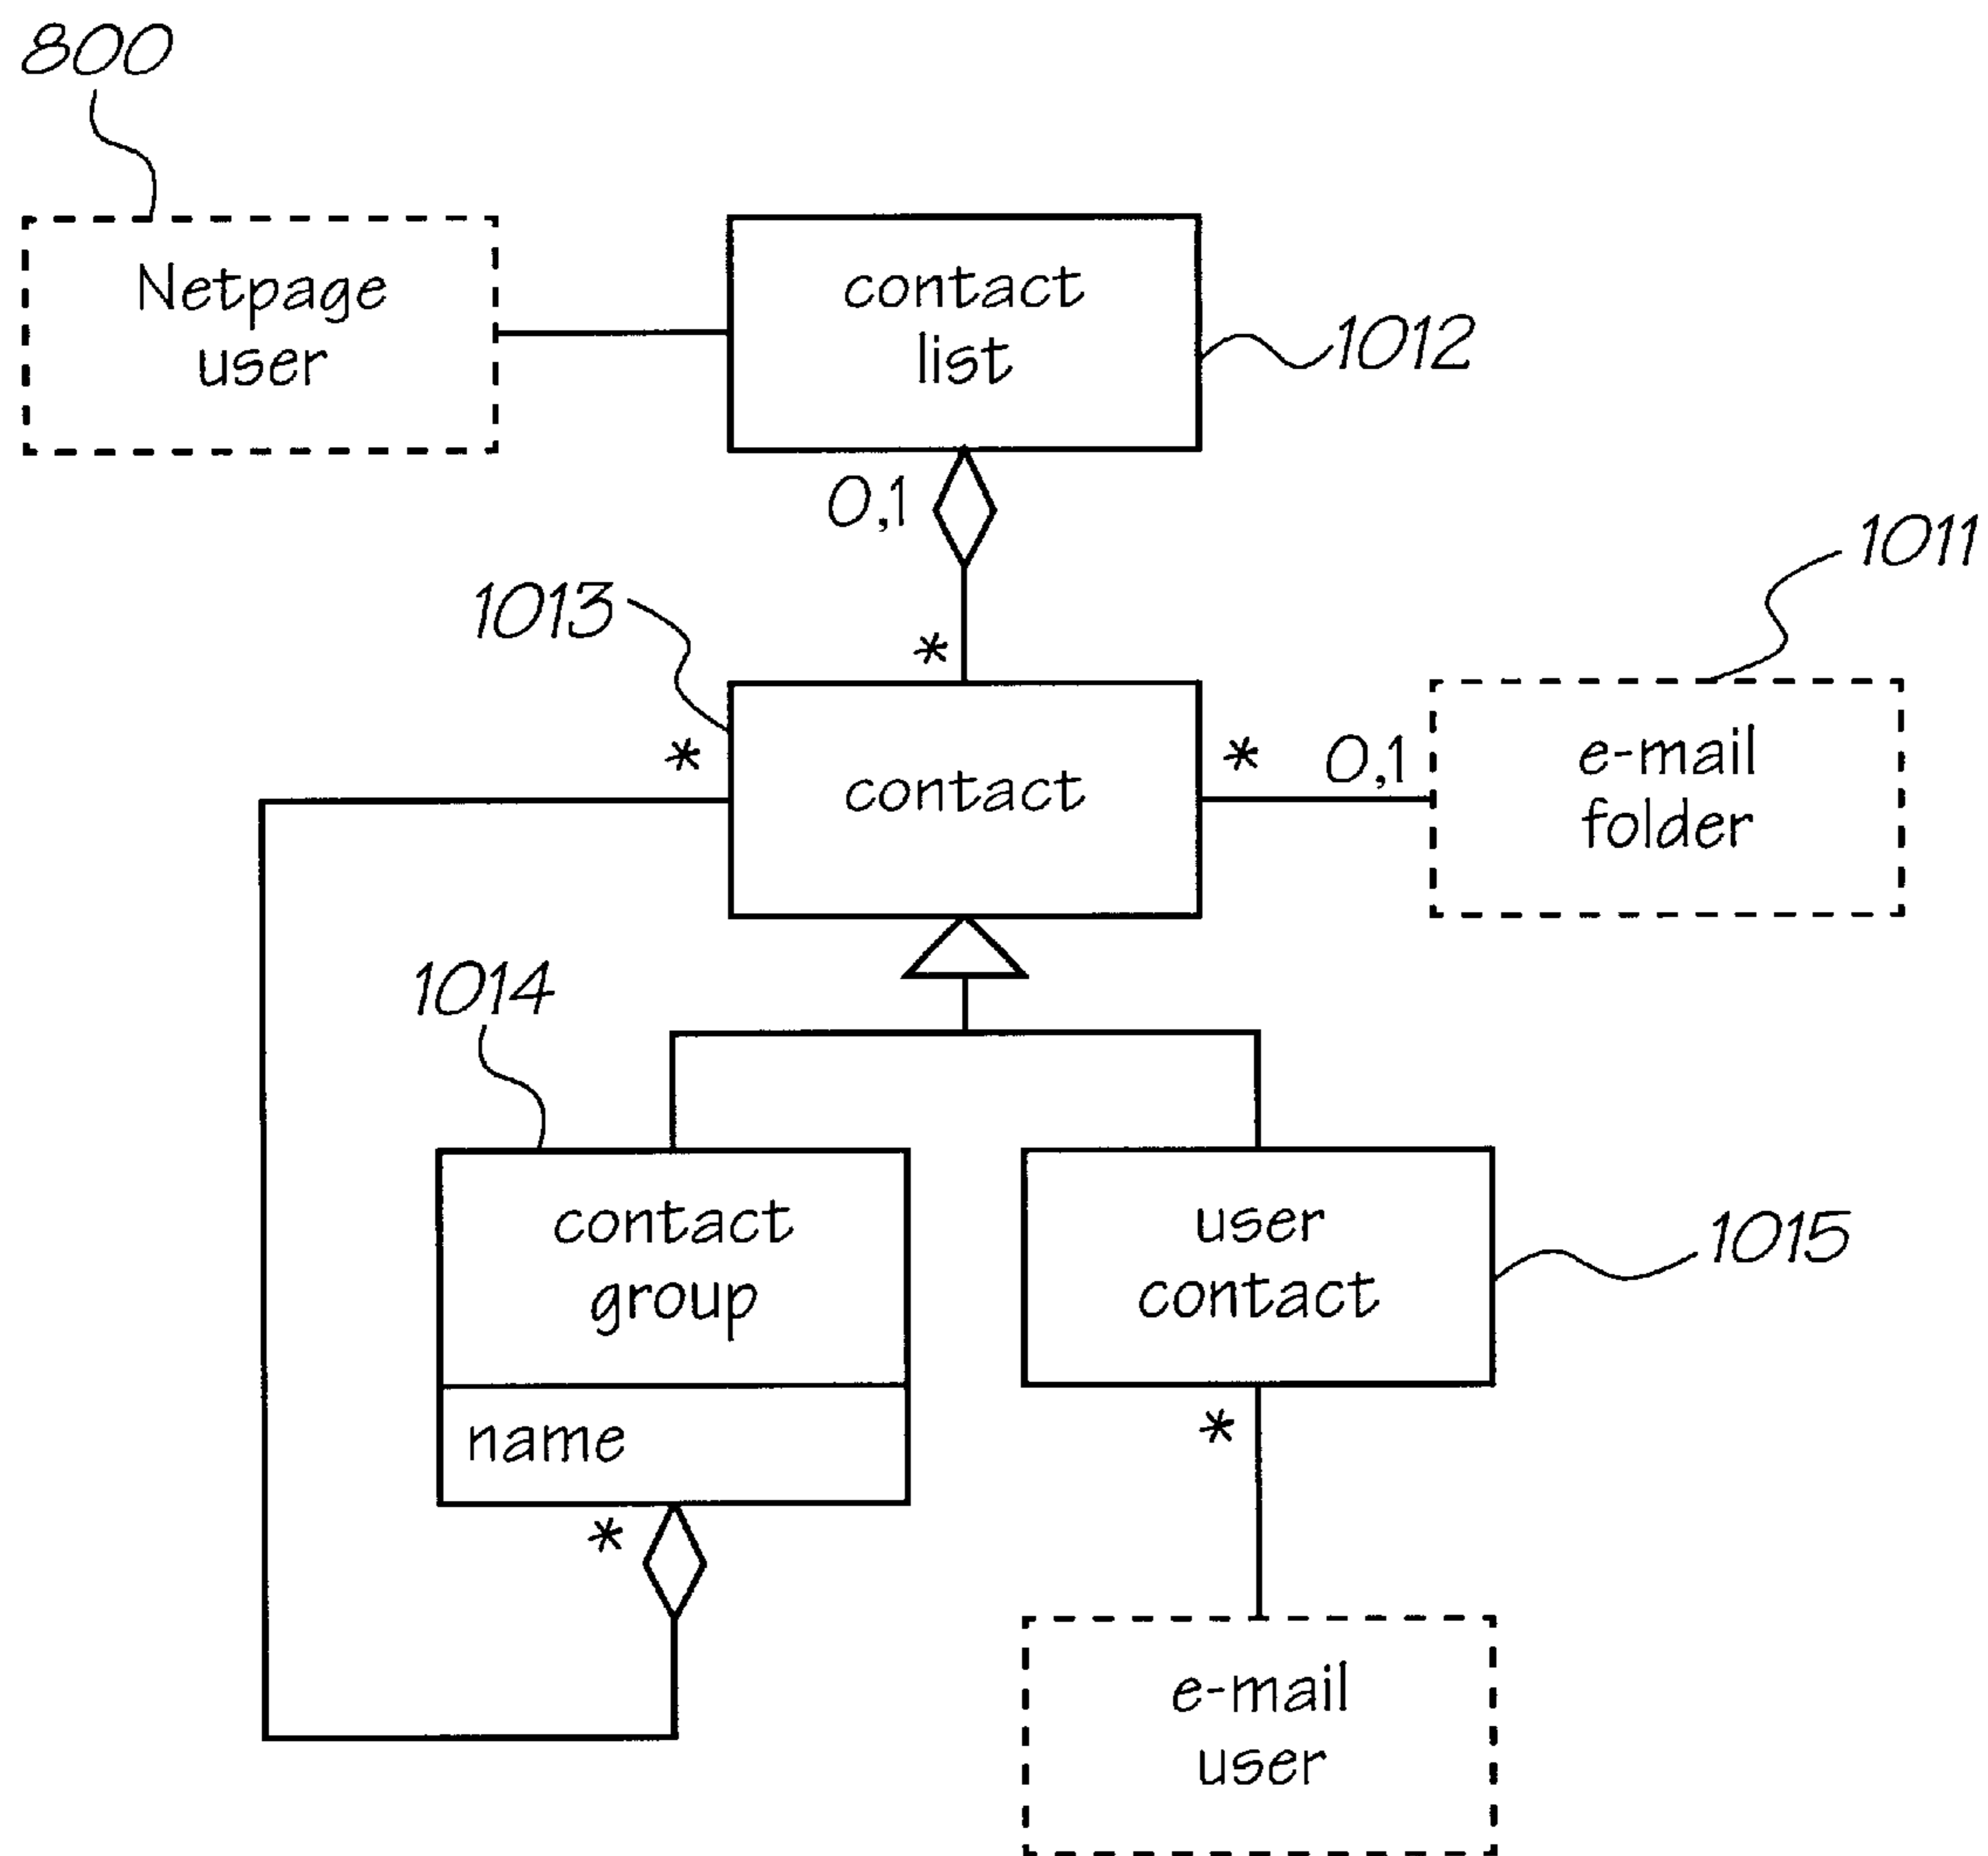 800
Netpage
user
contact
list
1012
0,1
1011
1013
*
*
contact
*
0,1
e-mail
folder
1014
contact
group
name
*
user
contact
1015
*
e-mail
user